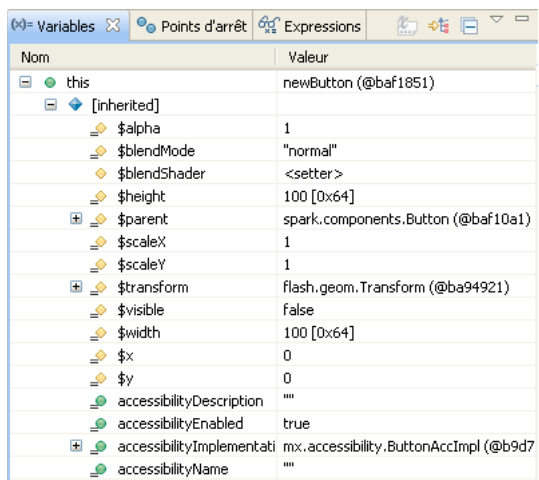 (x)= Variables Points d'arrêt Expressions
Nom Valeur
this newButton (@baf1851)
[inherited]
$alpha 1
$blendMode "normal"
$blendShader <setter>
$height 100 [0x64]
$parent spark.components.Button (@baf10a1)
$scaleX 1
$scaleY 1
$transform flash.geom.Transform (@ba94921)
$visible false
$width 100 [0x64]
$x 0
$y 0
accessibilityDescription ""
accessibilityEnabled true
accessibilityImplementati mx.accessibility.ButtonAccImpl (@b9d7
accessibilityName ""